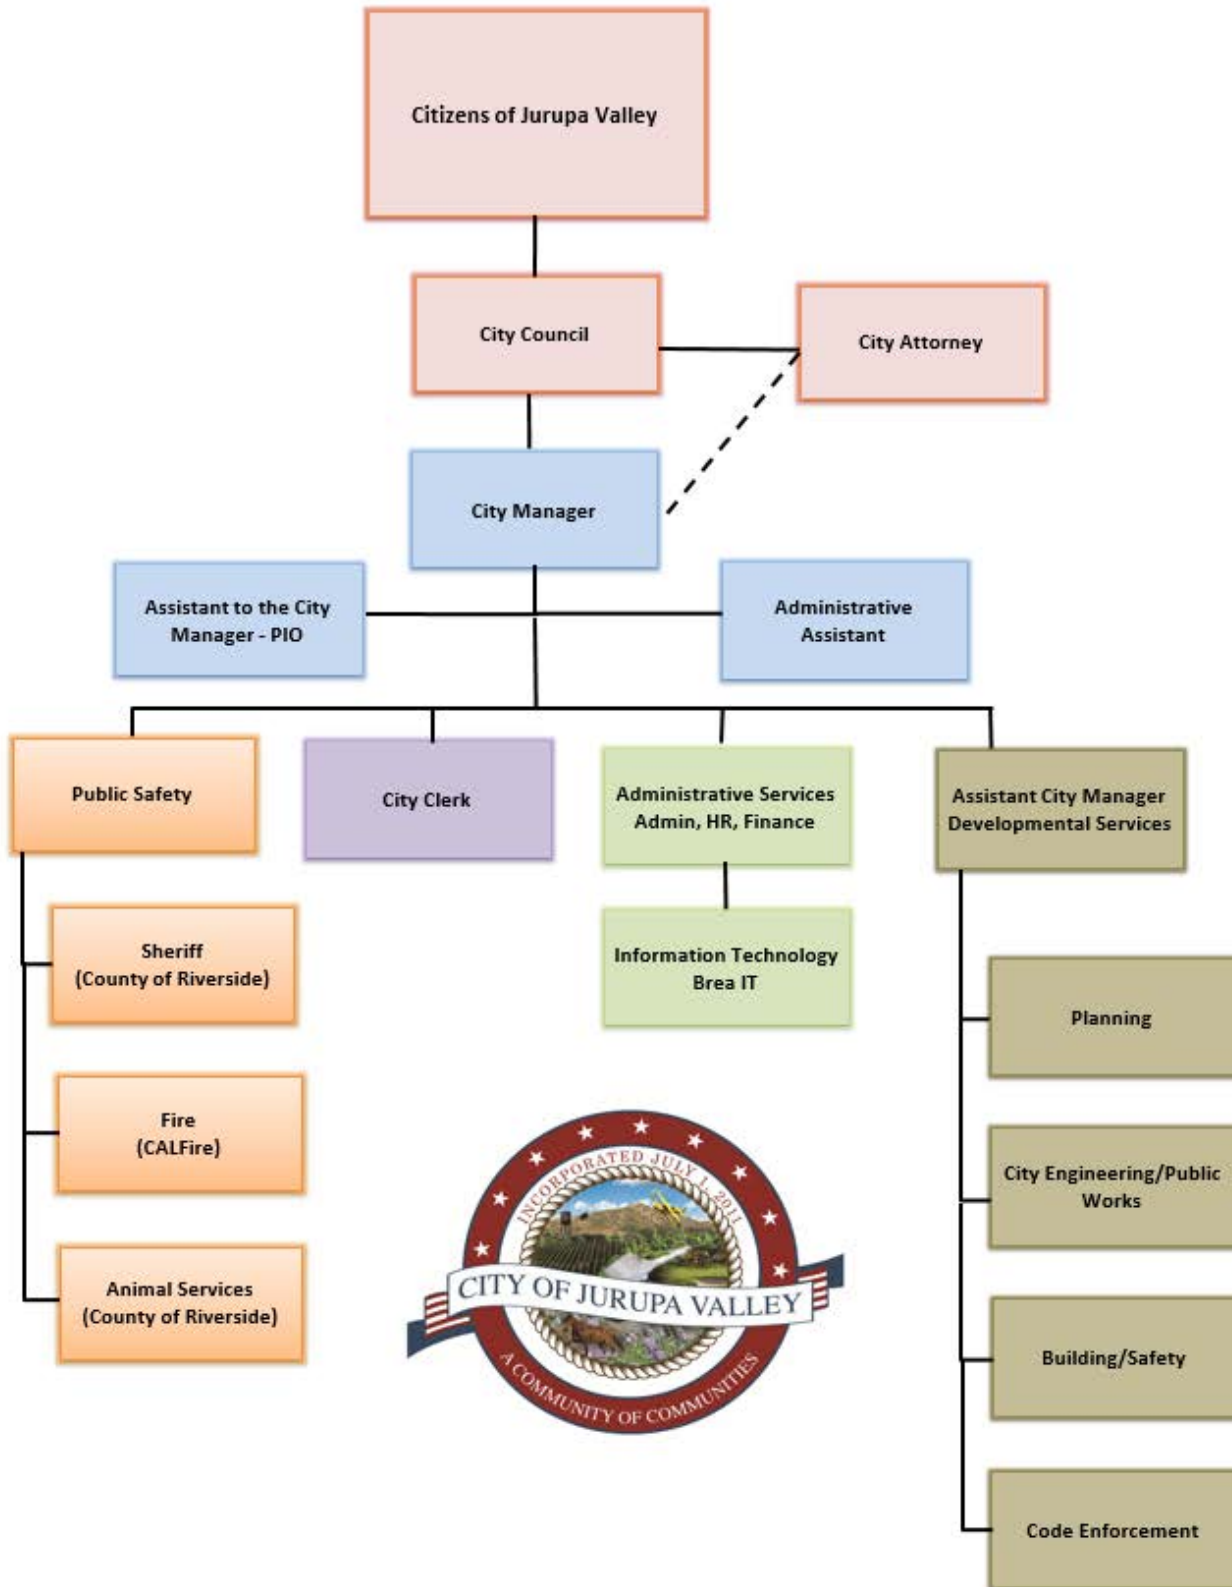 Citizens of Jurupa Valley
City Council
City Attorney
City Manager
Assistant to the City
Manager - PIO
Administrative
Assistant
Public Safety
City Clerk
Administrative Services
Admin, HR, Finance
Assistant City Manager
Developmental Services
Sheriff
(County of Riverside)
Information Technology
Brea IT
Planning
Fire
(CALFire)
City Engineering/Public
Works
Animal Services
(County of Riverside)
Building/Safety
Code Enforcement
INCORPORATED JULY 1, 2011
CITY OF JURUPA VALLEY
A COMMUNITY OF COMMUNITIES